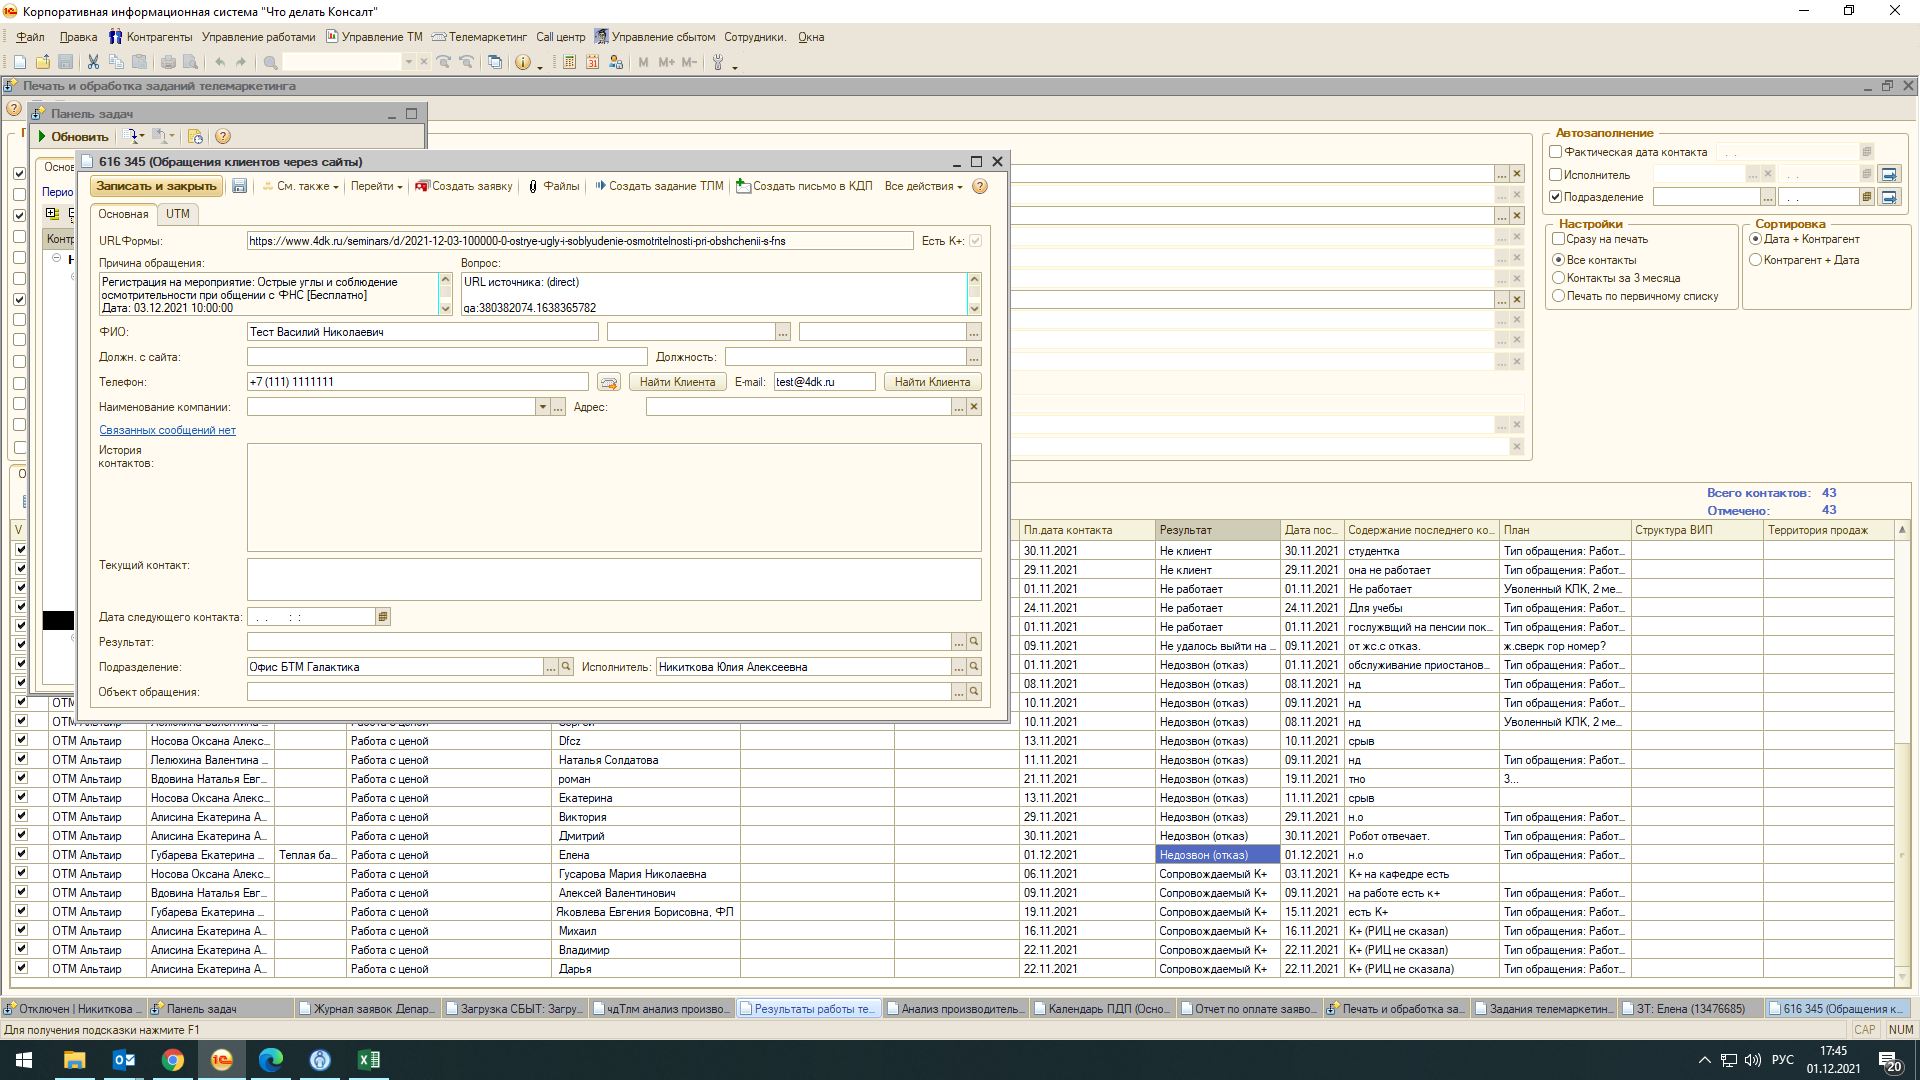 Корпоративная информационная система "Что делать Консалт"
Файл Правка Контрагенты Управление работами Управление ТМ Телемаркетинг Call центр Управление сбытом Сотрудники. Окна
M M+ M-
Печать и обработка заданий телемаркетинга
Панель задач
Обновить
616 345 (Обращения клиентов через сайты)
Записать и закрыть См. также Перейти Создать заявку Файлы Создать задание ТЛМ Создать письмо в КДП Все действия
Основная UTM
URLФормы: https://www.4dk.ru/seminars/d/2021-12-03-100000-0-ostrye-ugly-i-soblyudenie-osmotritelnosti-pri-obshchenii-s-fns Есть К+:
Причина обращения: Вопрос:
Регистрация на мероприятие: Острые углы и соблюдение
осмотрительности при общении с ФНС [Бесплатно]
Дата: 03.12.2021 10:00:00
URL источника: (direct)
ga:380382074.1638365782
ФИО: Тест Василий Николаевич
Должн. с сайта: Должность:
Телефон: +7 (111) 1111111 Найти Клиента E-mail: test@4dk.ru Найти Клиента
Наименование компании: Адрес:
Связанных сообщений нет
История
контактов:
Текущий контакт:
Дата следующего контакта: . . : :
Результат:
Подразделение: Офис БТМ Галактика Исполнитель: Никиткова Юлия Алексеевна
Объект обращения:
Автозаполнение
Фактическая дата контакта . .
Исполнитель . .
Подразделение . .
Настройки
Сразу на печать
Все контакты
Контакты за 3 месяца
Печать по первичному списку
Сортировка
Дата + Контрагент
Контрагент + Дата
Всего контактов: 43
Отмечено: 43
V Пл.дата контакта Результат Дата пос... Содержание последнего ко... План Структура ВИП Территория продаж
30.11.2021 Не клиент 30.11.2021 студентка Тип обращения: Работ...
29.11.2021 Не клиент 29.11.2021 она не работает Тип обращения: Работ...
01.11.2021 Не работает 01.11.2021 Не работает Уволенный КПК, 2 ме...
24.11.2021 Не работает 24.11.2021 Для учебы Тип обращения: Работ...
01.11.2021 Не работает 01.11.2021 гослужвщий на пенсии пок... Тип обращения: Работ...
09.11.2021 Не удалось выйти на ... 09.11.2021 от жс.с отказ. ж.сверк гор номер?
01.11.2021 Недозвон (отказ) 01.11.2021 обслуживание приостанов... Тип обращения: Работ...
08.11.2021 Недозвон (отказ) 08.11.2021 нд Тип обращения: Работ...
10.11.2021 Недозвон (отказ) 09.11.2021 нд Тип обращения: Работ...
10.11.2021 Недозвон (отказ) 08.11.2021 нд Уволенный КПК, 2 ме...
ОТМ Альтаир Носова Оксана Алекс... Работа с ценой Dfcz 13.11.2021 Недозвон (отказ) 10.11.2021 срыв
ОТМ Альтаир Лелюхина Валентина ... Работа с ценой Наталья Солдатова 11.11.2021 Недозвон (отказ) 09.11.2021 нд Тип обращения: Работ...
ОТМ Альтаир Вдовина Наталья Евг... Работа с ценой роман 21.11.2021 Недозвон (отказ) 19.11.2021 тно 3...
ОТМ Альтаир Носова Оксана Алекс... Работа с ценой Екатерина 13.11.2021 Недозвон (отказ) 11.11.2021 срыв
ОТМ Альтаир Алисина Екатерина А... Работа с ценой Виктория 29.11.2021 Недозвон (отказ) 29.11.2021 н.о Тип обращения: Работ...
ОТМ Альтаир Алисина Екатерина А... Работа с ценой Дмитрий 30.11.2021 Недозвон (отказ) 30.11.2021 Робот отвечает. Тип обращения: Работ...
ОТМ Альтаир Губарева Екатерина ... Теплая ба... Работа с ценой Елена 01.12.2021 Недозвон (отказ) 01.12.2021 н.о Тип обращения: Работ...
ОТМ Альтаир Носова Оксана Алекс... Работа с ценой Гусарова Мария Николаевна 06.11.2021 Сопровождаемый К+ 03.11.2021 К+ на кафедре есть
ОТМ Альтаир Вдовина Наталья Евг... Работа с ценой Алексей Валентинович 09.11.2021 Сопровождаемый К+ 09.11.2021 на работе есть к+ Тип обращения: Работ...
ОТМ Альтаир Губарева Екатерина ... Работа с ценой Яковлева Евгения Борисовна, ФЛ 19.11.2021 Сопровождаемый К+ 15.11.2021 есть К+ Тип обращения: Работ...
ОТМ Альтаир Алисина Екатерина А... Работа с ценой Михаил 16.11.2021 Сопровождаемый К+ 16.11.2021 К+ (РИЦ не сказал) Тип обращения: Работ...
ОТМ Альтаир Алисина Екатерина А... Работа с ценой Владимир 22.11.2021 Сопровождаемый К+ 22.11.2021 К+ (РИЦ не сказал) Тип обращения: Работ...
ОТМ Альтаир Алисина Екатерина А... Работа с ценой Дарья 22.11.2021 Сопровождаемый К+ 22.11.2021 К+ (РИЦ не сказала) Тип обращения: Работ...
Отключен | Никиткова ... Панель задач Журнал заявок Депар... Загрузка СБЫТ: Загру... чдТлм анализ произво... Результаты работы те... Анализ производитель... Календарь ПДП (Осно... Отчет по оплате заяво... Печать и обработка за... Задания телемаркетин... ЗТ: Елена (13476685) 616 345 (Обращения к...
Для получения подсказки нажмите F1 CAP NUM
РУС 17:45
01.12.2021 20